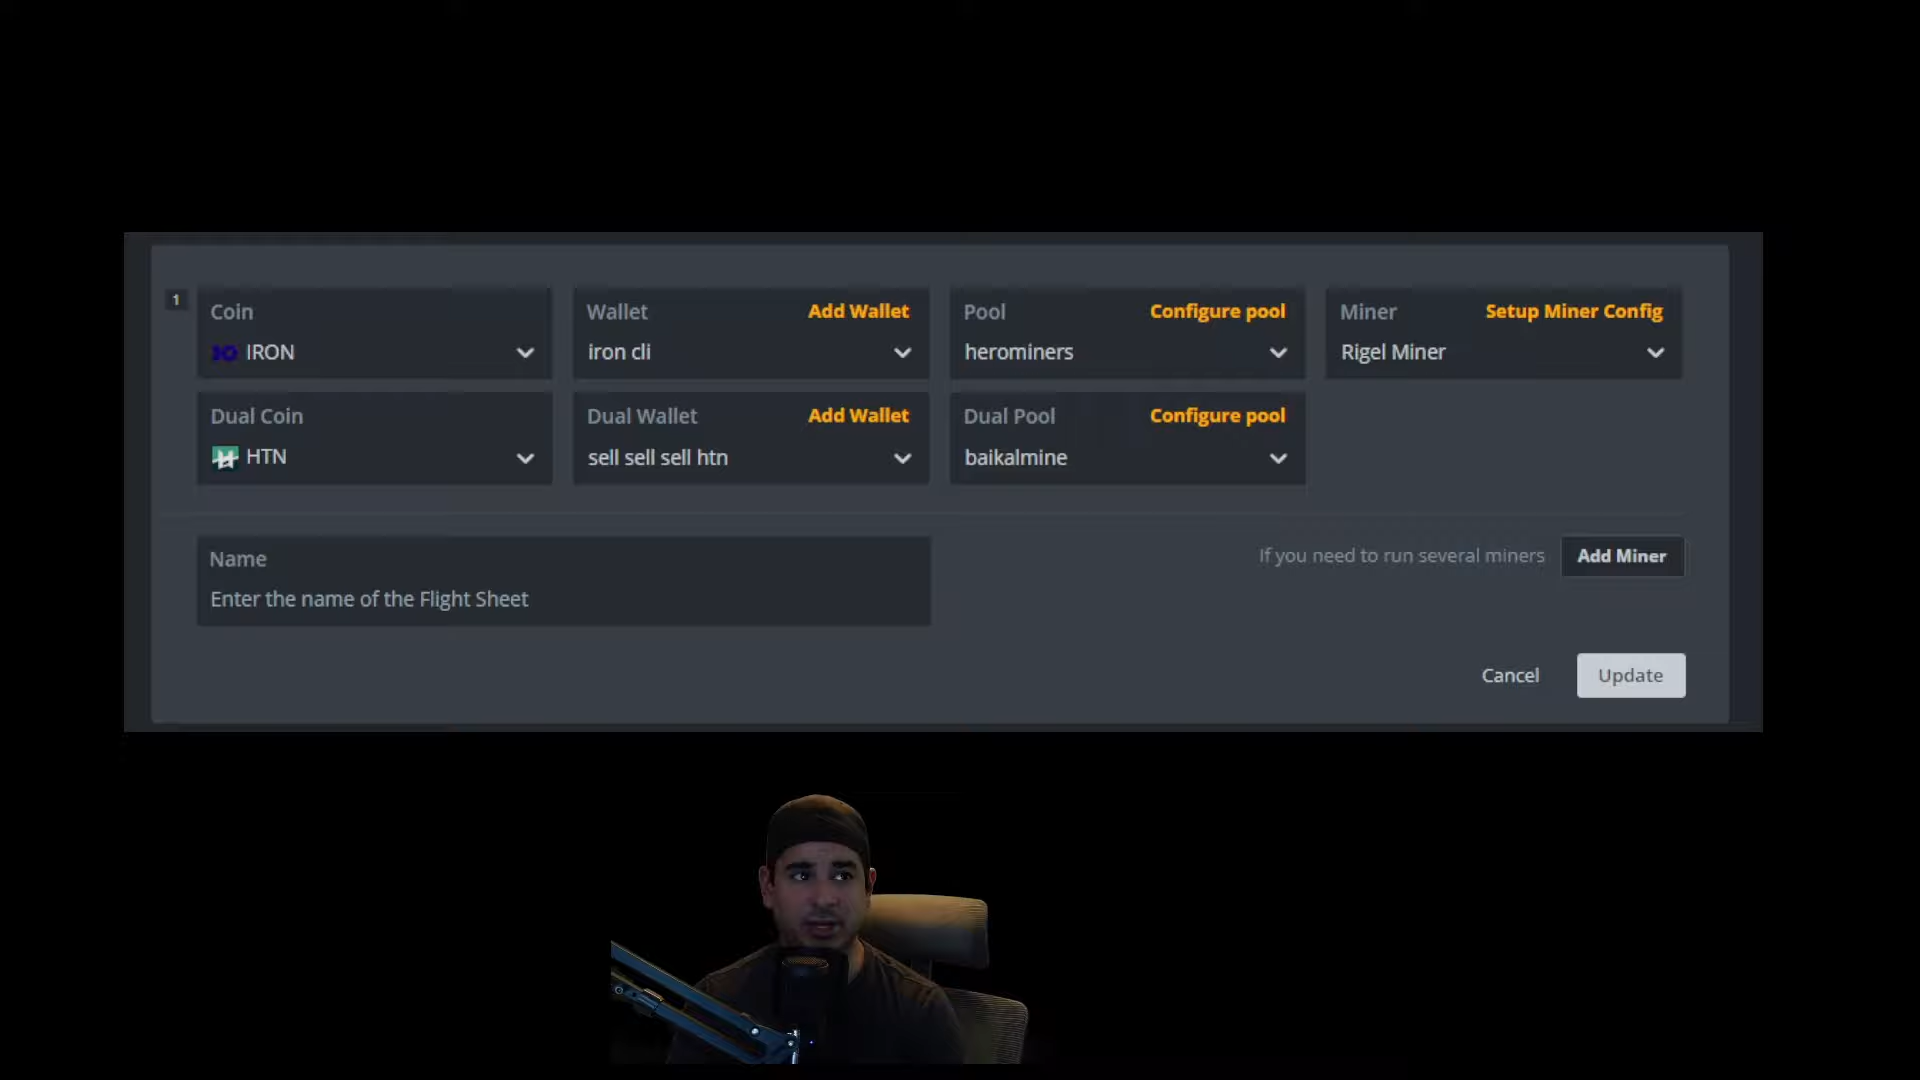 1
Coin
IRON
Wallet
Add Wallet
iron cli
Pool
Configure pool
herominers
Miner
Setup Miner Config
Rigel Miner
Dual Coin
HTN
Dual Wallet
Add Wallet
sell sell sell htn
Dual Pool
Configure pool
baikalmine
Name
Enter the name of the Flight Sheet
If you need to run several miners
Add Miner
Cancel
Update